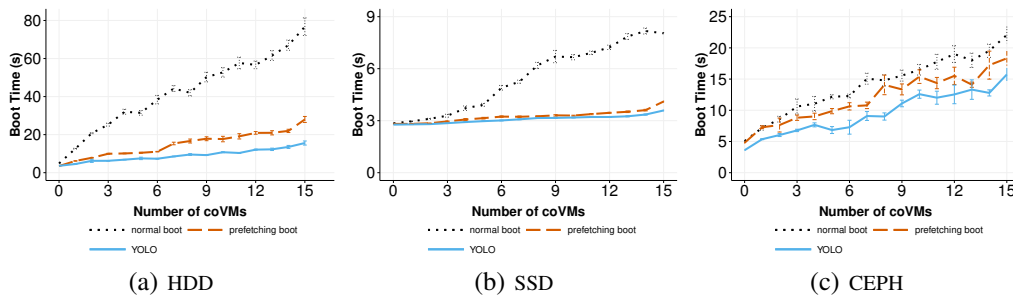 Boot Time (s)
80
60
40
20
0
0 3 6 9 12 15
Number of coVMs
normal boot prefetching boot
YOLO
(a) HDD
Boot Time (s)
9
6
3
0
0 3 6 9 12 15
Number of coVMs
normal boot prefetching boot
YOLO
(b) SSD
Boot Time (s)
25
20
15
10
5
0
0 3 6 9 12 15
Number of coVMs
normal boot prefetching boot
YOLO
(c) CEPH